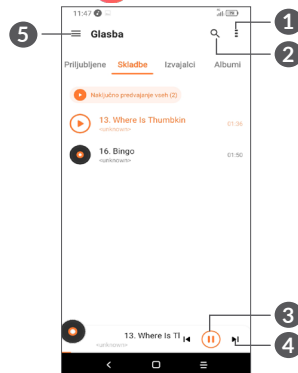 11:47
1
5
Glasba
2
Priljubljene Skladbe Izvajalci Albumi
Naključno predvajanje vseh (2)
13. Where Is Thumbkin
<unknown>
01:36
16. Bingo
<unknown>
01:50
3
13. Where Is Tl
<unknown>
4